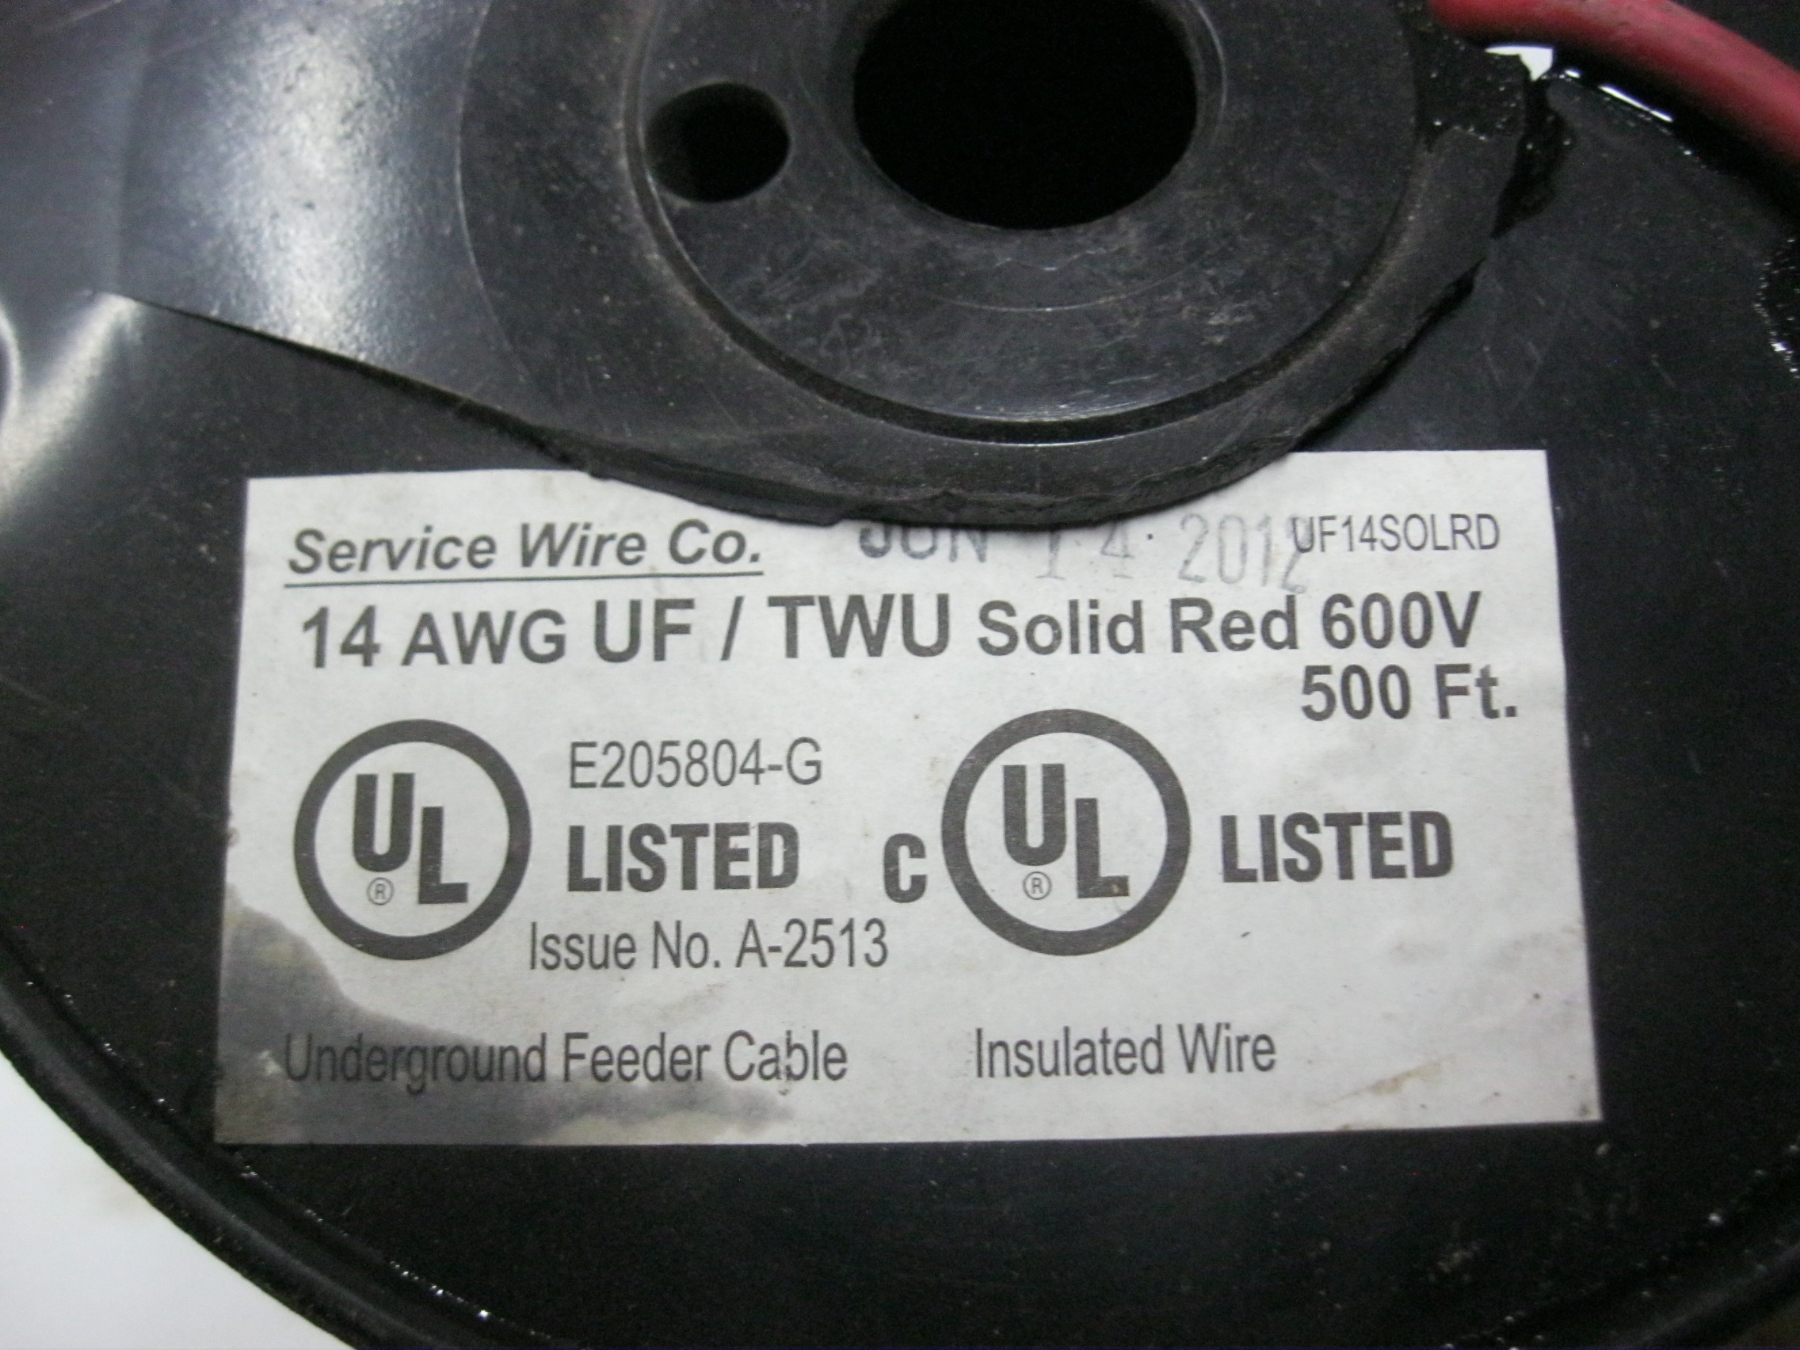 Service Wire Co. JUN 14 2012 UF14SOLRD
14 AWG UF / TWU Solid Red 600V
500 Ft.
UL ® E205804-G
LISTED C UL ® LISTED
Issue No. A-2513
Underground Feeder Cable Insulated Wire